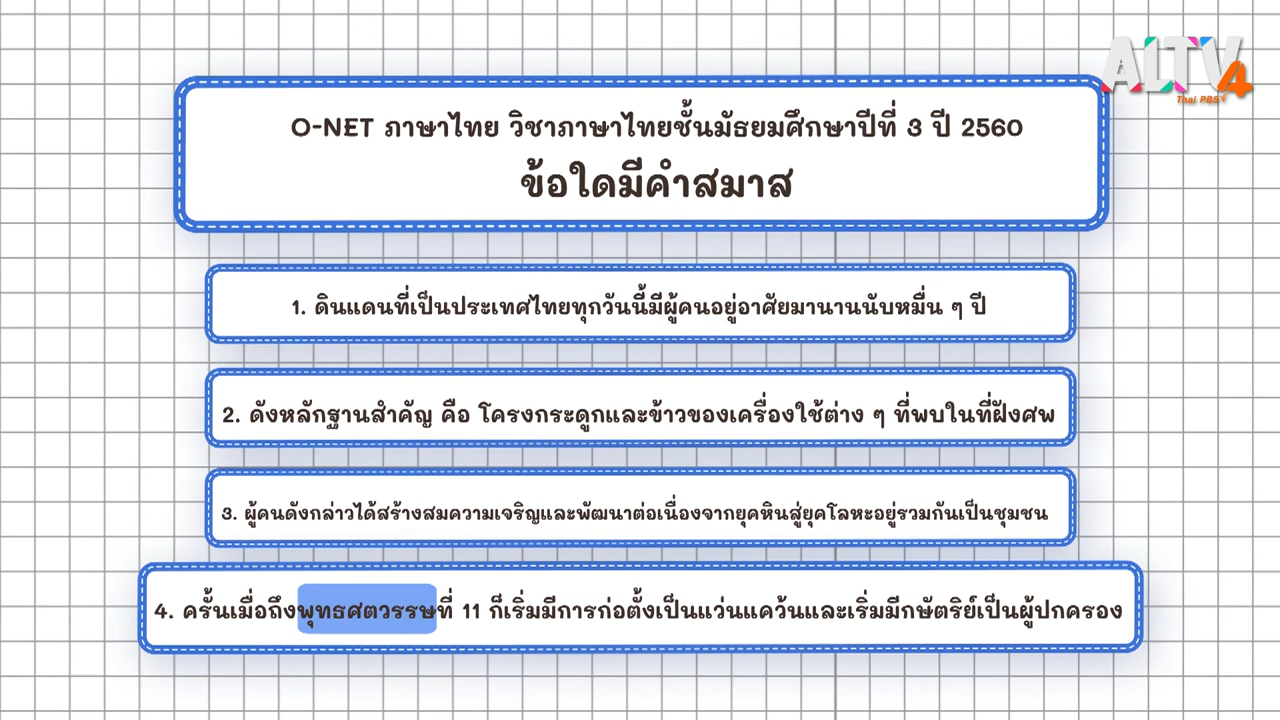 ALTV4
Thai PBS
O-NET ภาษาไทย วิชาภาษาไทยชั้นมัธยมศึกษาปีที่ 3 ปี 2560
ข้อใดมีคำสมาส
1. ดินแดนที่เป็นประเทศไทยทุกวันนี้มีผู้คนอยู่อาศัยมานานนับหมื่น ๆ ปี
2. ดังหลักฐานสำคัญ คือ โครงกระดูกและข้าวของเครื่องใช้ต่าง ๆ ที่พบในที่ฝังศพ
3. ผู้คนดังกล่าวได้สร้างสมความเจริญและพัฒนาต่อเนื่องจากยุคหินสู่ยุคโลหะอยู่รวมกันเป็นชุมชน
4. ครั้นเมื่อถึงพุทธศตวรรษที่ 11 ก็เริ่มมีการก่อตั้งเป็นแว่นแคว้นและเริ่มมีกษัตริย์เป็นผู้ปกครอง